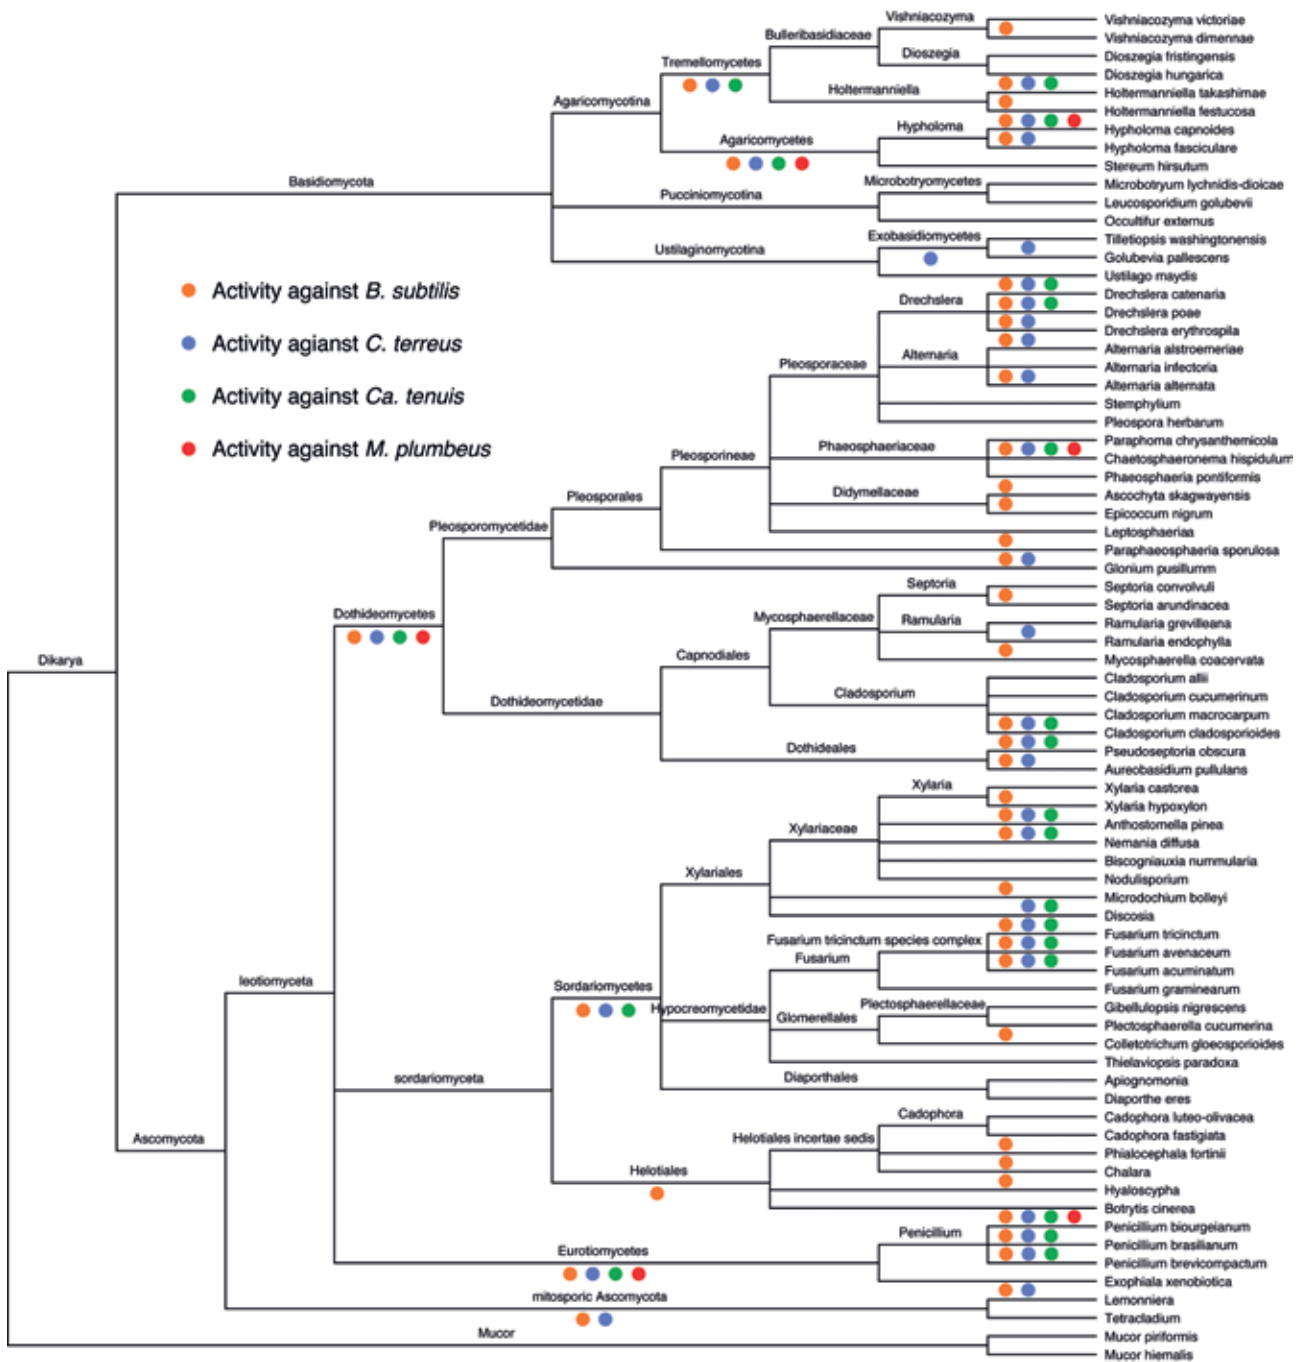 Vishniacozyma
Vishniacozyma victoriae
Vishniacozyma dimennae
Bulleribasidiaceae
Dioszegia
Dioszegia fristingensis
Dioszegia hungarica
Tremellomycetes
Holtermanniella
Holtermanniella takashimae
Holtermanniella festucosa
Agaricomycotina
Hypholoma
Hypholoma capnoides
Hypholoma fasciculare
Agaricomycetes
Stereum hirsutum
Basidiomycota
Microbotryomycetes
Microbotryum lychnidis-dioicae
Leucosporidium golubevii
Pucciniomycotina
Occultifur externus
Exobasidiomycetes
Tilletiopsis washingtonensis
Golubevia pallescens
Ustilaginomycotina
Ustilago maydis
Activity against B. subtilis
Activity agianst C. terreus
Activity against Ca. tenuis
Activity against M. plumbeus
Drechslera
Drechslera catenaria
Drechslera poae
Drechslera erythrospila
Alternaria
Alternaria alstroemeriae
Alternaria infectoria
Alternaria alternata
Pleosporaceae
Stemphylium
Pleospora herbarum
Phaeosphaeriaceae
Paraphoma chrysanthemicola
Chaetosphaeronema hispidulum
Phaeosphaeria pontiformis
Pleosporineae
Didymellaceae
Ascochyta skagwayensis
Epicoccum nigrum
Pleosporales
Leptosphaeriaa
Paraphaeosphaeria sporulosa
Pleosporomycetidae
Glonium pusillumm
Septoria
Septoria convolvuli
Septoria arundinacea
Dothideomycetes
Mycosphaerellaceae
Ramularia
Ramularia grevilleana
Ramularia endophylla
Mycosphaerella coacervata
Capnodiales
Cladosporium
Cladosporium allii
Cladosporium cucumerinum
Cladosporium macrocarpum
Cladosporium cladosporioides
Dikarya
Dothideomycetidae
Dothideales
Pseudoseptoria obscura
Aureobasidium pullulans
Xylaria
Xylaria castorea
Xylaria hypoxylon
Xylariaceae
Anthostomella pinea
Nemania diffusa
Biscogniauxia nummularia
Nodulisporium
Xylariales
Microdochium bolleyi
Discosia
Fusarium tricinctum species complex
Fusarium tricinctum
Fusarium avenaceum
Fusarium acuminatum
Fusarium
Fusarium graminearum
leotiomyceta
Sordariomycetes
Hypocreomycetidae
Plectosphaerellaceae
Gibellulopsis nigrescens
Plectosphaerella cucumerina
Glomerellales
Colletotrichum gloeosporioides
Thielaviopsis paradoxa
sordariomyceta
Diaporthales
Apiognomonia
Diaporthe eres
Ascomycota
Cadophora
Cadophora luteo-olivacea
Cadophora fastigiata
Helotiales incertae sedis
Phialocephala fortinii
Chalara
Helotiales
Hyaloscypha
Botrytis cinerea
Penicillium
Penicillium biourgeianum
Penicillium brasilianum
Penicillium brevicompactum
Eurotiomycetes
Exophiala xenobiotica
mitosporic Ascomycota
Lemonniera
Tetracladium
Mucor
Mucor piriformis
Mucor hiemalis